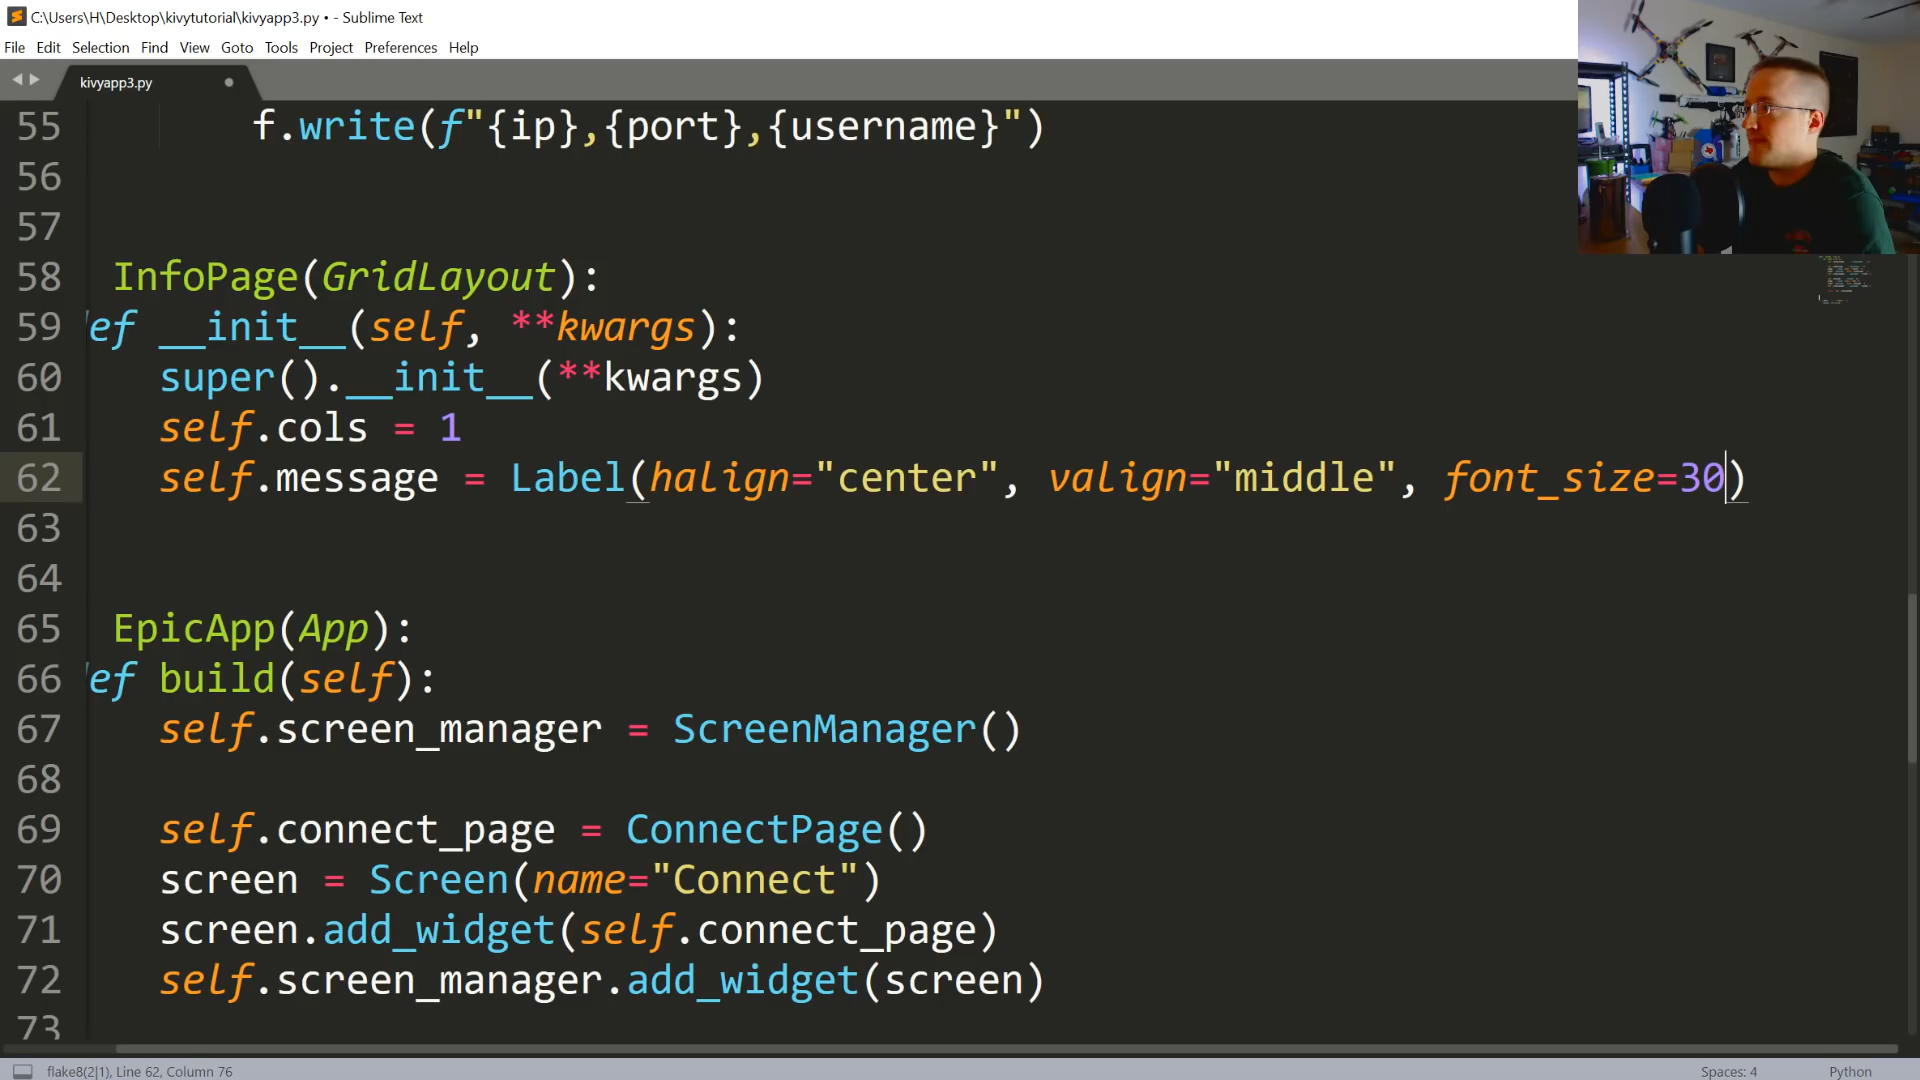 C:\Users\H\Desktop\kivytutorial\kivyapp3.py • - Sublime Text
File Edit Selection Find View Goto Tools Project Preferences Help
kivyapp3.py
55 f.write(f"{ip},{port},{username}")
56
57
58 InfoPage(GridLayout):
59 ef __init__(self, **kwargs):
60 super().__init__(**kwargs)
61 self.cols = 1
62 self.message = Label(halign="center", valign="middle", font_size=30)
63
64
65 EpicApp(App):
66 ef build(self):
67 self.screen_manager = ScreenManager()
68
69 self.connect_page = ConnectPage()
70 screen = Screen(name="Connect")
71 screen.add_widget(self.connect_page)
72 self.screen_manager.add_widget(screen)
73
flake8(2|1), Line 62, Column 76 Spaces: 4 Python